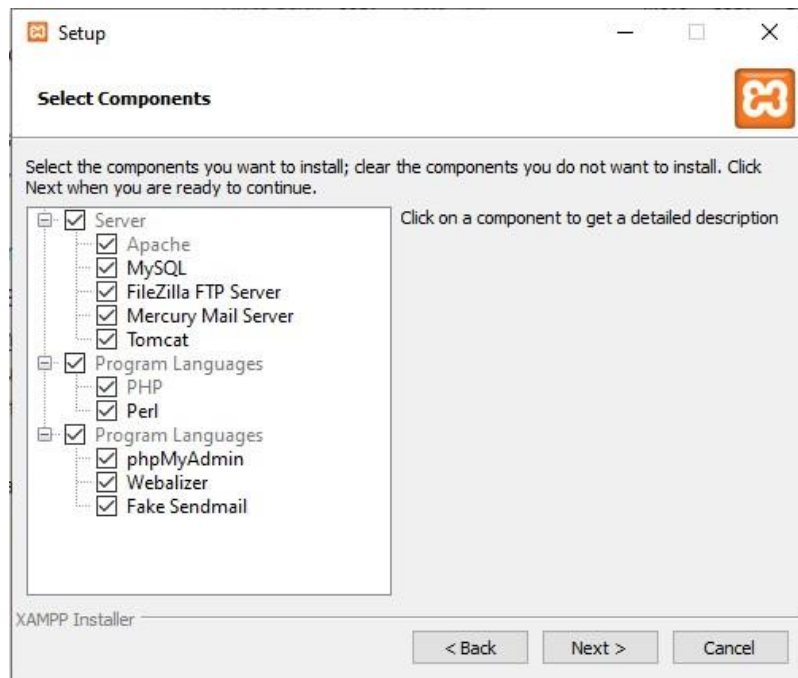 Setup
Select Components
Select the components you want to install; clear the components you do not want to install. Click
Next when you are ready to continue.
Server
Apache
MySQL
FileZilla FTP Server
Mercury Mail Server
Tomcat
Program Languages
PHP
Perl
Program Languages
phpMyAdmin
Webalizer
Fake Sendmail
Click on a component to get a detailed description
XAMPP Installer
< Back
Next >
Cancel